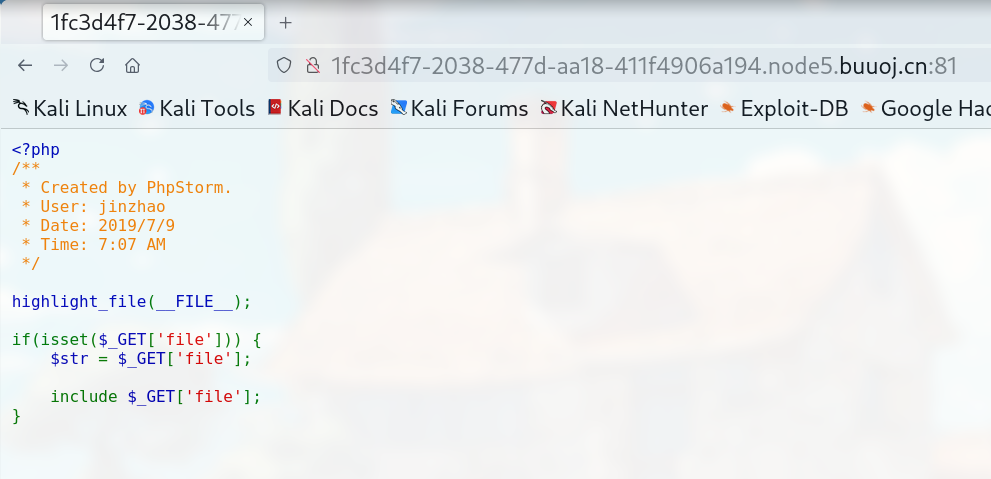 1fc3d4f7-2038-477
1fc3d4f7-2038-477d-aa18-411f4906a194.node5.buuoj.cn:81
Kali Linux Kali Tools Kali Docs Kali Forums Kali NetHunter Exploit-DB Google Hac
<?php
/**
 * Created by PhpStorm.
 * User: jinzhao
 * Date: 2019/7/9
 * Time: 7:07 AM
 */
highlight_file(__FILE__);
if(isset($_GET['file'])) {
    $str = $_GET['file'];
    include $_GET['file'];
}